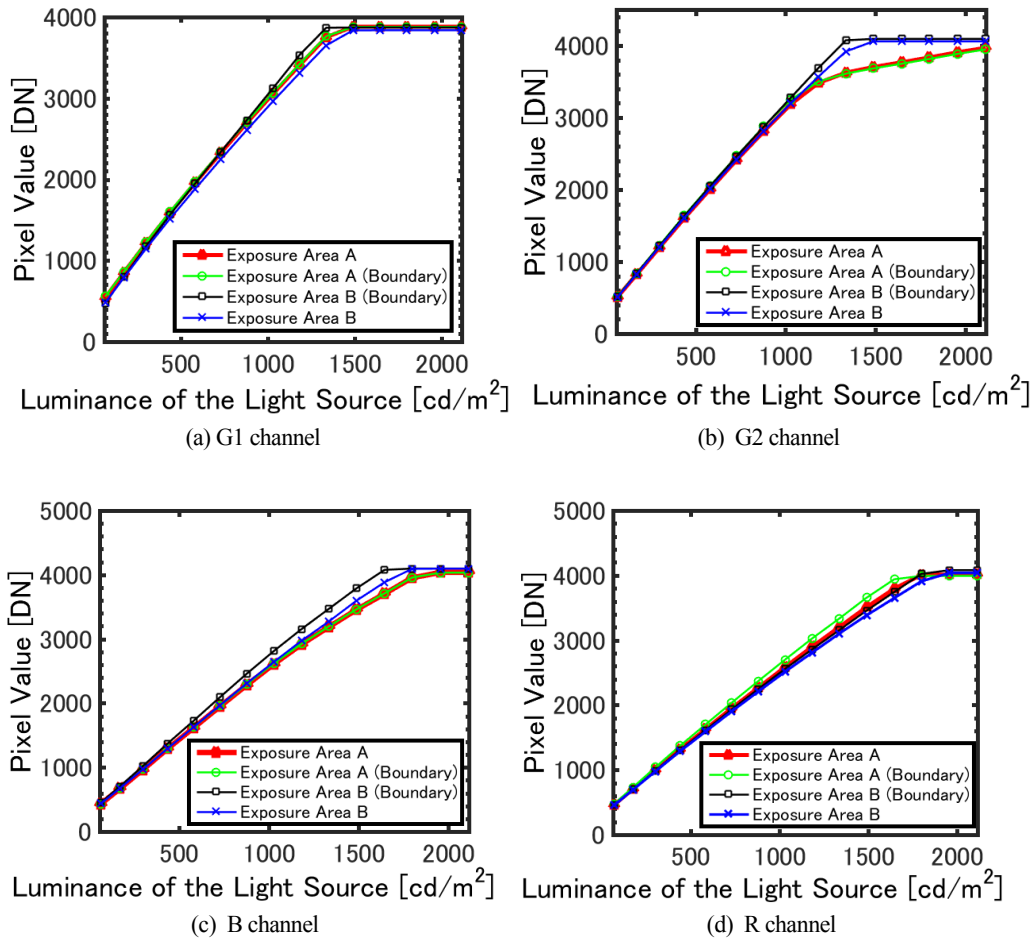 4000
3000
2000
1000
0
Pixel Value [DN]
Exposure Area A
Exposure Area A (Boundary)
Exposure Area B (Boundary)
Exposure Area B
500 1000 1500 2000
Luminance of the Light Source [cd/m²]
(a) G1 channel
4000
3000
2000
1000
0
Pixel Value [DN]
Exposure Area A
Exposure Area A (Boundary)
Exposure Area B (Boundary)
Exposure Area B
500 1000 1500 2000
Luminance of the Light Source [cd/m²]
(b) G2 channel
5000
4000
3000
2000
1000
0
Pixel Value [DN]
Exposure Area A
Exposure Area A (Boundary)
Exposure Area B (Boundary)
Exposure Area B
500 1000 1500 2000
Luminance of the Light Source [cd/m²]
(c) B channel
5000
4000
3000
2000
1000
0
Pixel Value [DN]
Exposure Area A
Exposure Area A (Boundary)
Exposure Area B (Boundary)
Exposure Area B
500 1000 1500 2000
Luminance of the Light Source [cd/m²]
(d) R channel